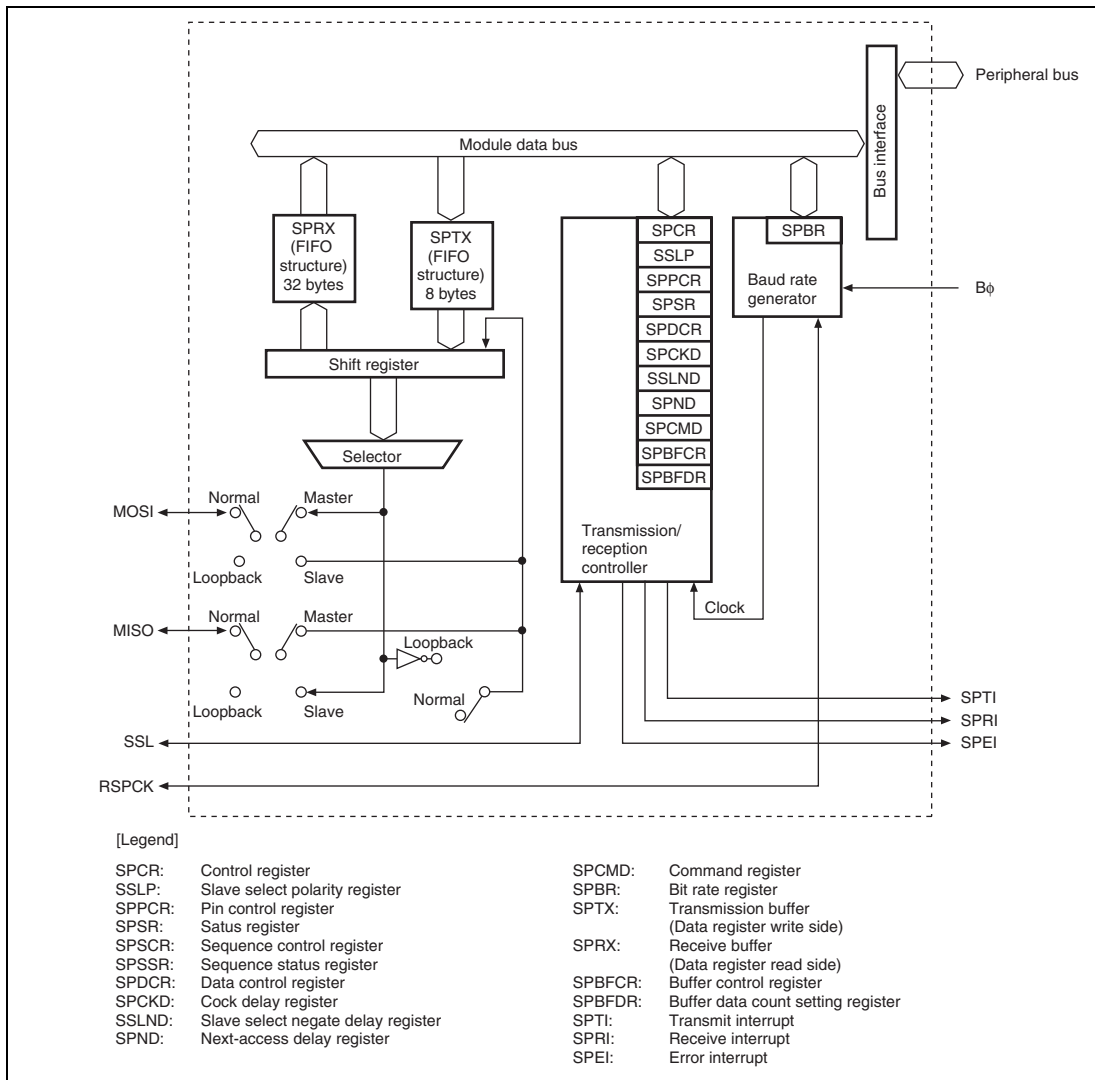 Peripheral bus
Module data bus
Bus interface
SPRX
(FIFO
structure)
32 bytes
SPTX
(FIFO
structure)
8 bytes
SPCR
SSLP
SPPCR
SPSR
SPDCR
SPCKD
SSLND
SPND
SPCMD
SPBFCR
SPBFDR
Transmission/
reception
controller
SPBR
Baud rate
generator
Bϕ
Shift register
Selector
MOSI
Normal
Master
Loopback
Slave
MISO
Normal
Master
Loopback
Loopback
Slave
Normal
Clock
SSL
RSPCK
SPTI
SPRI
SPEI
[Legend]
SPCR: Control register
SSLP: Slave select polarity register
SPPCR: Pin control register
SPSR: Satus register
SPSCR: Sequence control register
SPSSR: Sequence status register
SPDCR: Data control register
SPCKD: Cock delay register
SSLND: Slave select negate delay register
SPND: Next-access delay register
SPCMD: Command register
SPBR: Bit rate register
SPTX: Transmission buffer
(Data register write side)
SPRX: Receive buffer
(Data register read side)
SPBFCR: Buffer control register
SPBFDR: Buffer data count setting register
SPTI: Transmit interrupt
SPRI: Receive interrupt
SPEI: Error interrupt